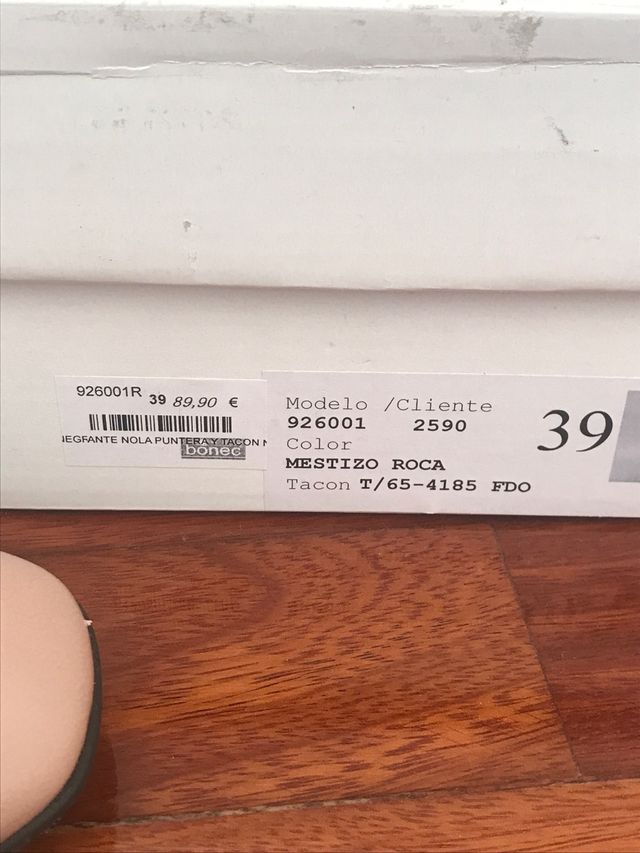 926001R 39 89,90 €
NOLA PUNTERA Y TACON
bonec
Modelo /Cliente
926001 2590
Color
MESTIZO ROCA
Tacon T/65-4185 FDO
39